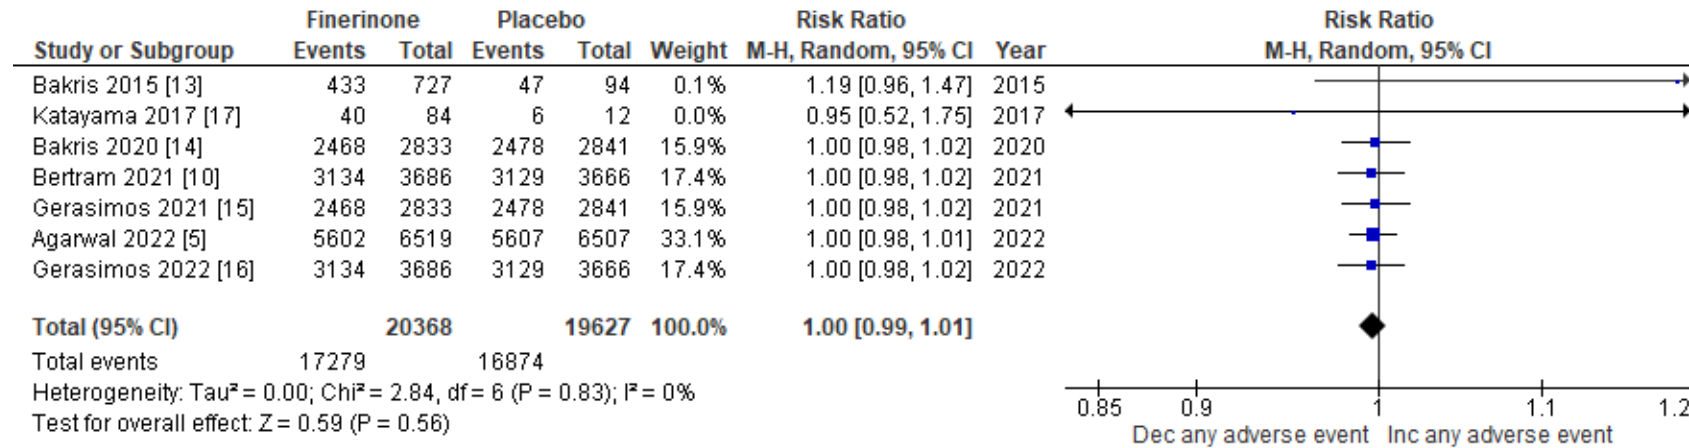 Finerinone Placebo Risk Ratio Risk Ratio
Study or Subgroup Events Total Events Total Weight M-H, Random, 95% CI Year M-H, Random, 95% CI
Bakris 2015 [13] 433 727 47 94 0.1% 1.19 [0.96, 1.47] 2015
Katayama 2017 [17] 40 84 6 12 0.0% 0.95 [0.52, 1.75] 2017
Bakris 2020 [14] 2468 2833 2478 2841 15.9% 1.00 [0.98, 1.02] 2020
Bertram 2021 [10] 3134 3686 3129 3666 17.4% 1.00 [0.98, 1.02] 2021
Gerasimos 2021 [15] 2468 2833 2478 2841 15.9% 1.00 [0.98, 1.02] 2021
Agarwal 2022 [5] 5602 6519 5607 6507 33.1% 1.00 [0.98, 1.01] 2022
Gerasimos 2022 [16] 3134 3686 3129 3666 17.4% 1.00 [0.98, 1.02] 2022
Total (95% CI) 20368 19627 100.0% 1.00 [0.99, 1.01]
Total events 17279 16874
Heterogeneity: Tau² = 0.00; Chi² = 2.84, df = 6 (P = 0.83); I² = 0%
Test for overall effect: Z = 0.59 (P = 0.56)
0.85 0.9 1 1.1 1.2
Dec any adverse event Inc any adverse event